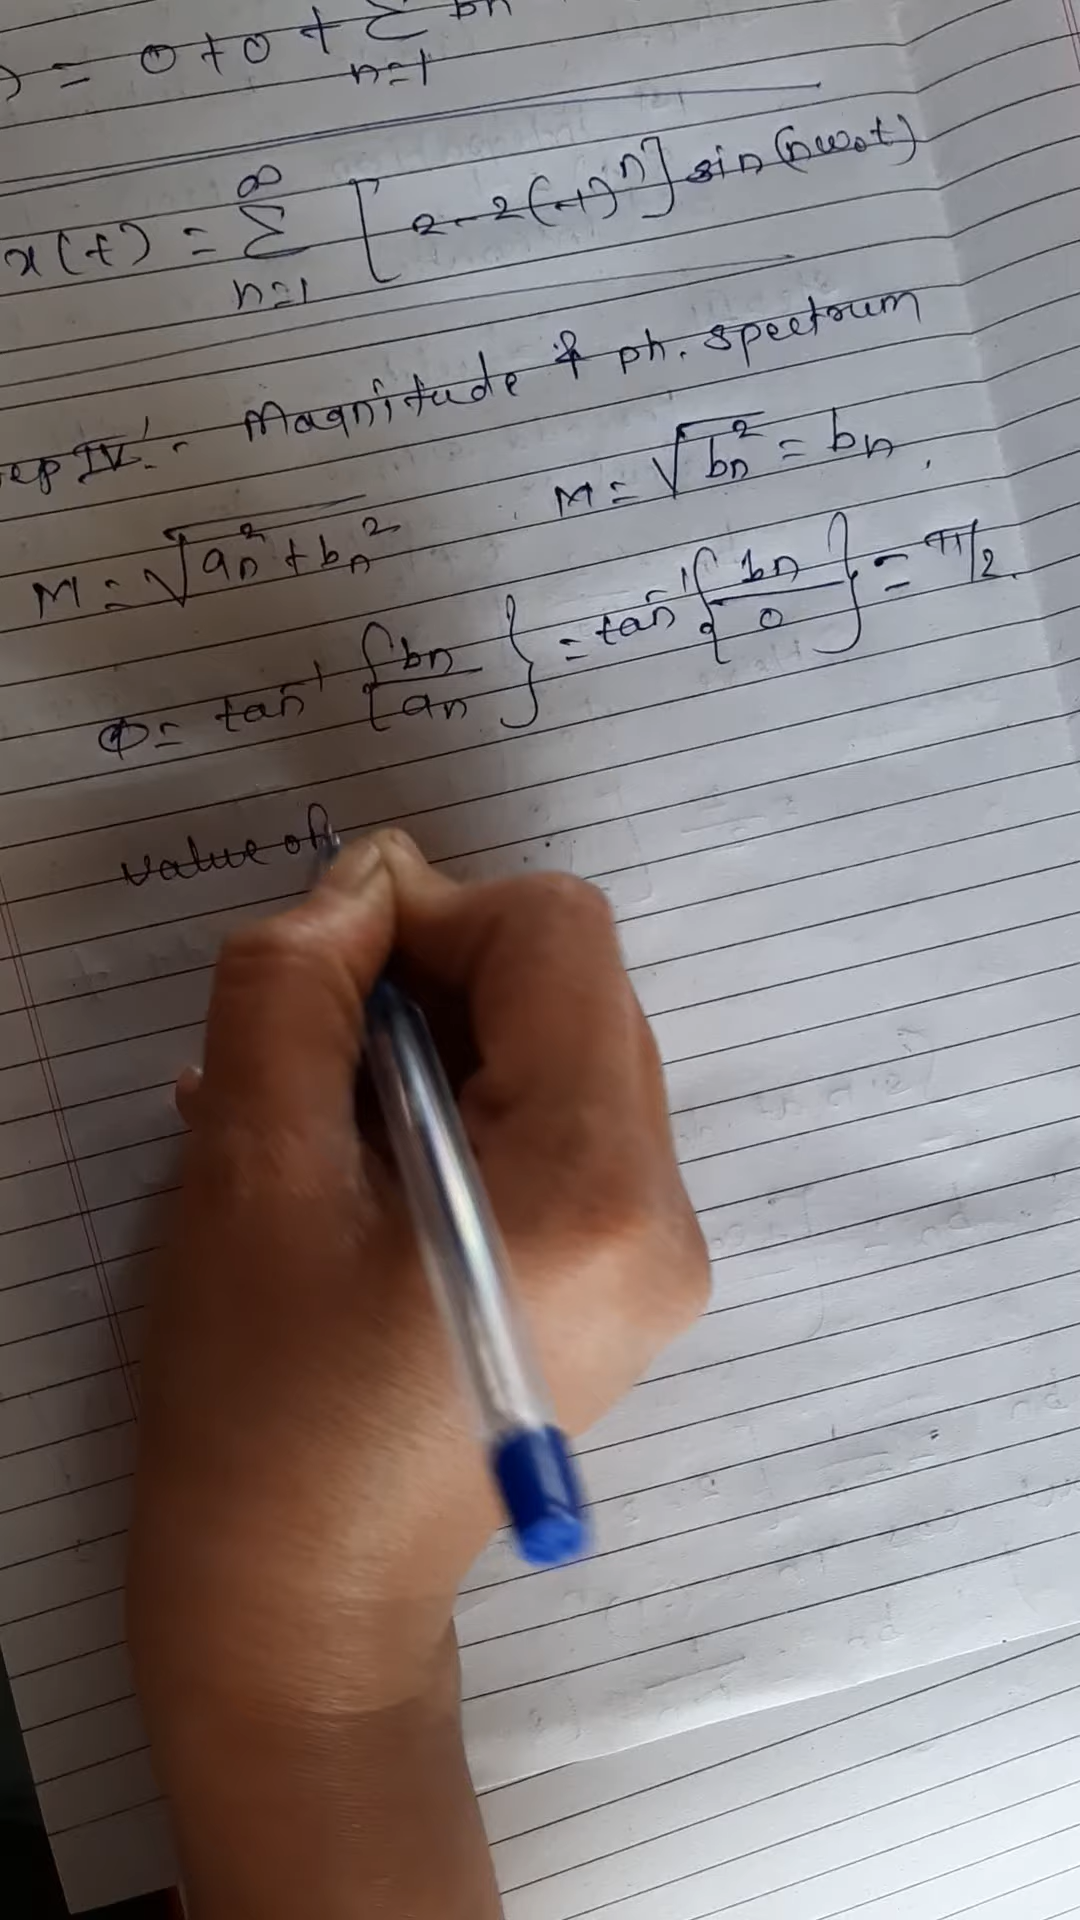 ) = 0 + 0 + Σ bn
n=1
x(t) = ∞ Σ n=1 [ 2-2(-1)ⁿ ] sin(nω₀t)
ep IV:- Magnitude & ph. spectrum
M = √(an² + bn²) M = √(bn²) = bn.
Φ = tan⁻¹ { bn / an } = tan⁻¹ { bn / 0 } = π/2.
value of